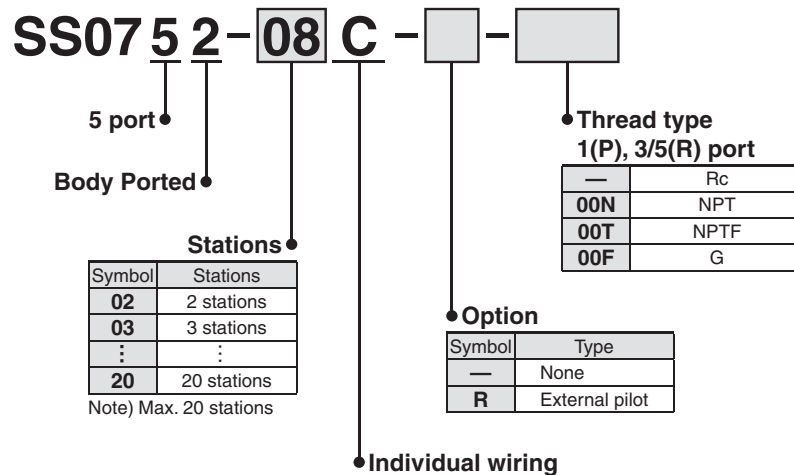 SS0752-08C-
5 port
Body Ported
Stations
Symbol Stations
02 2 stations
03 3 stations
⋮ ⋮
20 20 stations
Note) Max. 20 stations
Individual wiring
Option
Symbol Type
— None
R External pilot
Thread type
1(P), 3/5(R) port
— Rc
00N NPT
00T NPTF
00F G